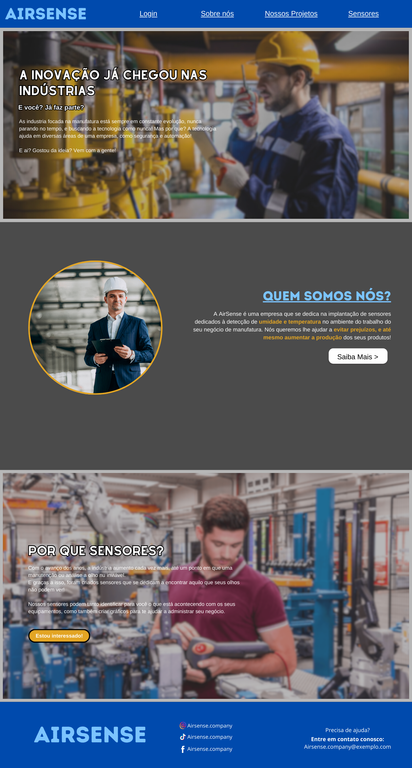 AIRSENSE
Login
Sobre nós
Nossos Projetos
Sensores
A INOVAÇÃO JÁ CHEGOU NAS
INDÚSTRIAS
E você? Já faz parte?
As indústria focada na manufatura está sempre em constante evolução, nunca
parando no tempo, e buscando a tecnologia como nunca! Mas por que? A tecnologia
ajuda em diversas áreas de uma empresa, como segurança e automação!
E aí? Gostou da ideia? Vem com a gente!
QUEM SOMOS NÓS?
A AirSense é uma empresa que se dedica na implantação de sensores
dedicados à detecção de umidade e temperatura no ambiente do trabalho do
seu negócio de manufatura. Nós queremos lhe ajudar a evitar prejuízos, e até
mesmo aumentar a produção dos seus produtos!
Saiba Mais >
POR QUE SENSORES?
Com o avanço dos anos, a indústria aumenta cada vez mais, até um ponto em que uma
manutenção ou análise a olho nu inviável.
E graças a isso, foram criados sensores que se dedicam a encontrar aquilo que seus olhos
não podem ver!
Nossos sensores podem tanto identificar para você o que está acontecendo com os seus
equipamentos, como também criar gráficos para te ajudar a administrar seu negócio.
Estou interessado!
AIRSENSE
Airsense.company
Airsense.company
Airsense.company
Precisa de ajuda?
Entre em contato conosco:
Airsense.company@exemplo.com